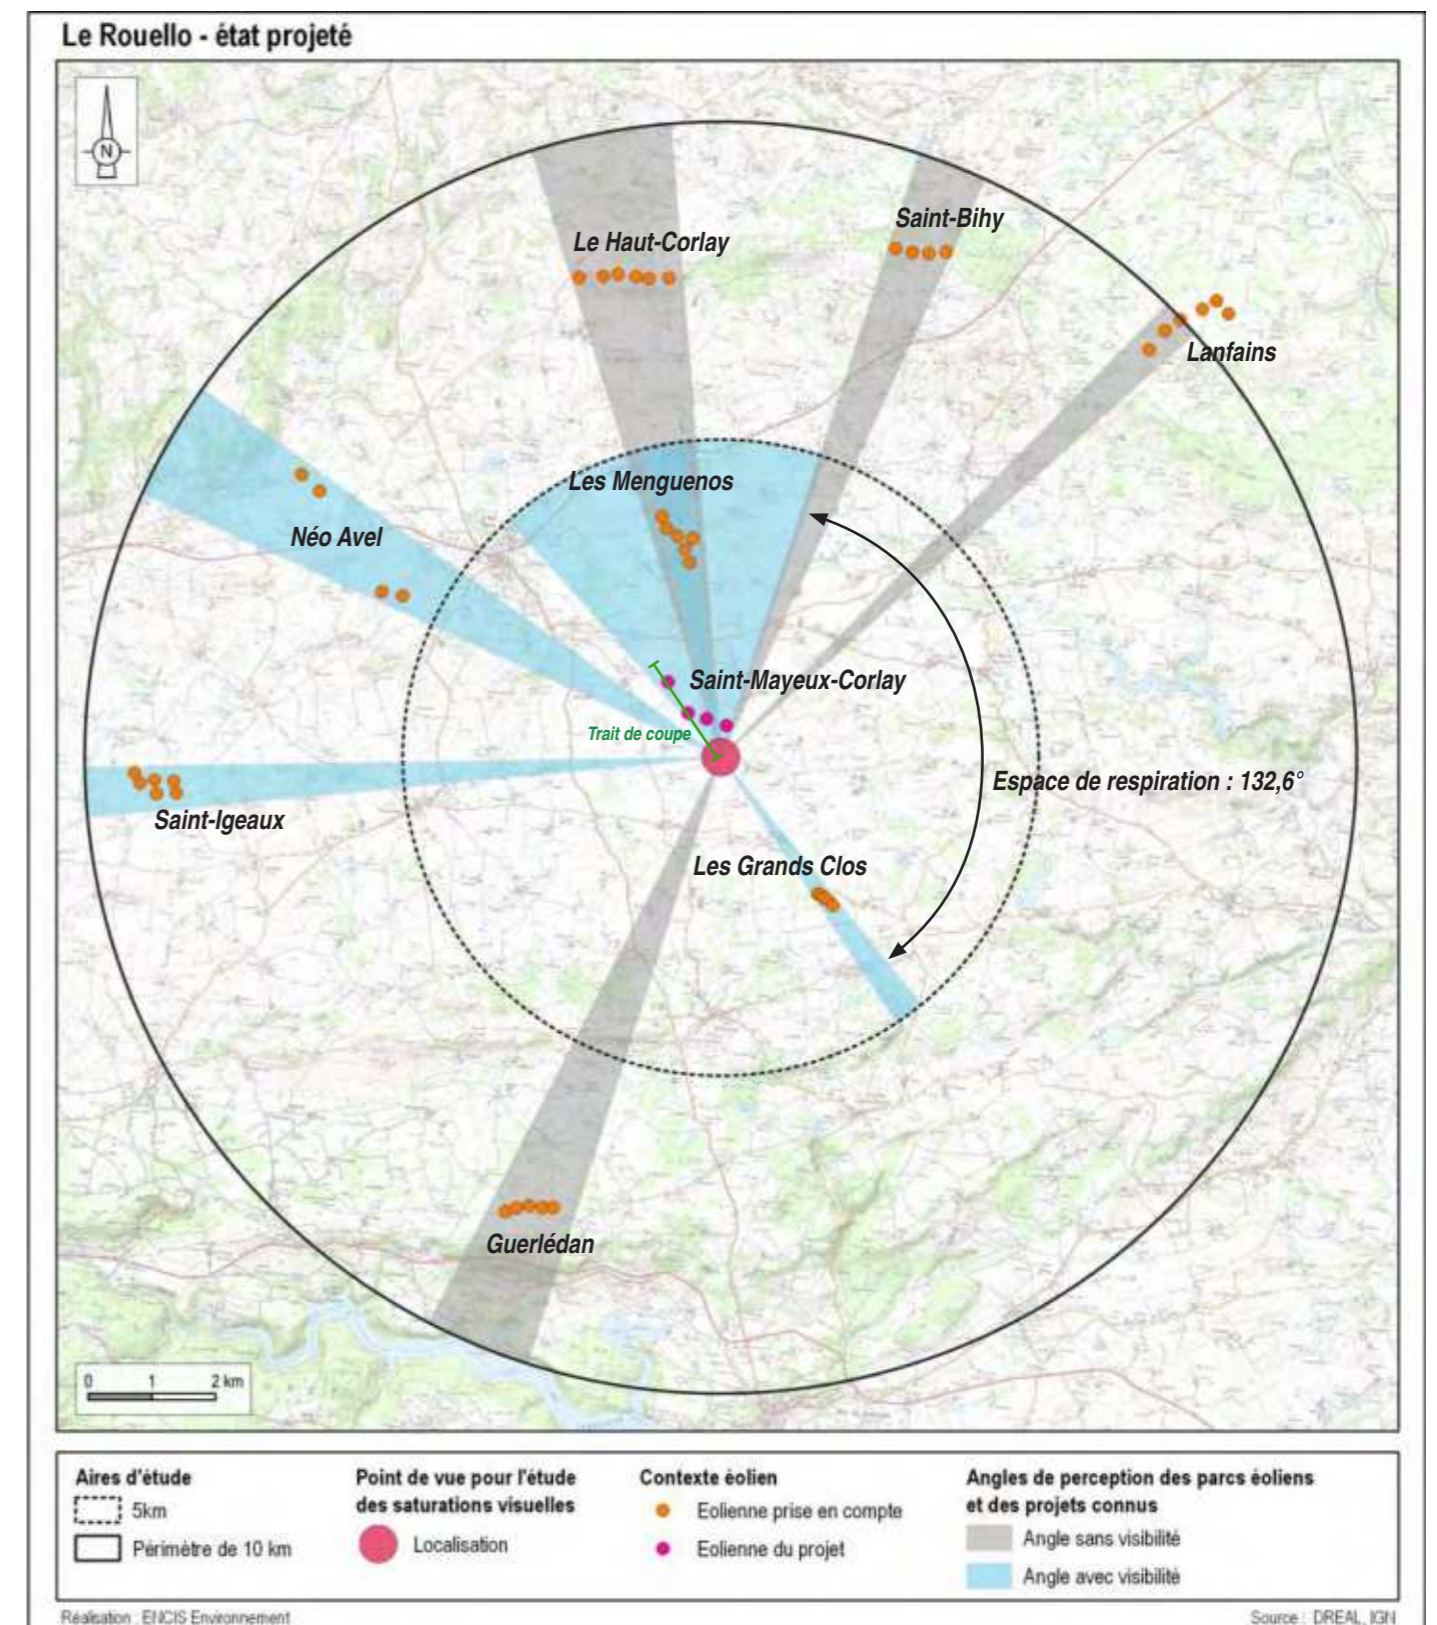 Le Rouello - état projeté
N
Saint-Bihy
Le Haut-Corlay
Lanfains
Les Menguenos
Néo Avel
Saint-Mayeux-Corlay
Trait de coupe
Espace de respiration : 132,6°
Saint-Igeaux
Les Grands Clos
Guerlédan
0 1 2 km
Aires d'étude
5km
Périmètre de 10 km
Point de vue pour l'étude
des saturations visuelles
Localisation
Contexte éolien
Eolienne prise en compte
Eolienne du projet
Angles de perception des parcs éoliens
et des projets connus
Angle sans visibilité
Angle avec visibilité
Réalisation : ENCIS Environnement
Source : DREAL, IGN